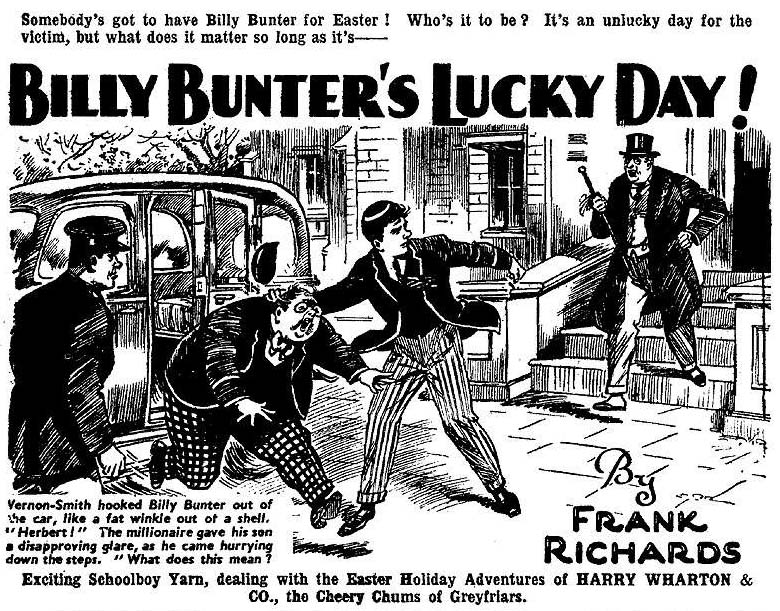 Somebody's got to have Billy Bunter for Easter! Who's it to be? It's an unlucky day for the
victim, but what does it matter so long as it's——
BILLY BUNTER'S LUCKY DAY!
Vernon-Smith hooked Billy Bunter out of
the car, like a fat winkle out of a shell.
"Herbert!" The millionaire gave his son
a disapproving glare, as he came hurrying
down the steps. "What does this mean?
By
FRANK
RICHARDS
Exciting Schoolboy Yarn, dealing with the Easter Holiday Adventures of HARRY WHARTON &
CO., the Cheery Chums of Greyfriars.